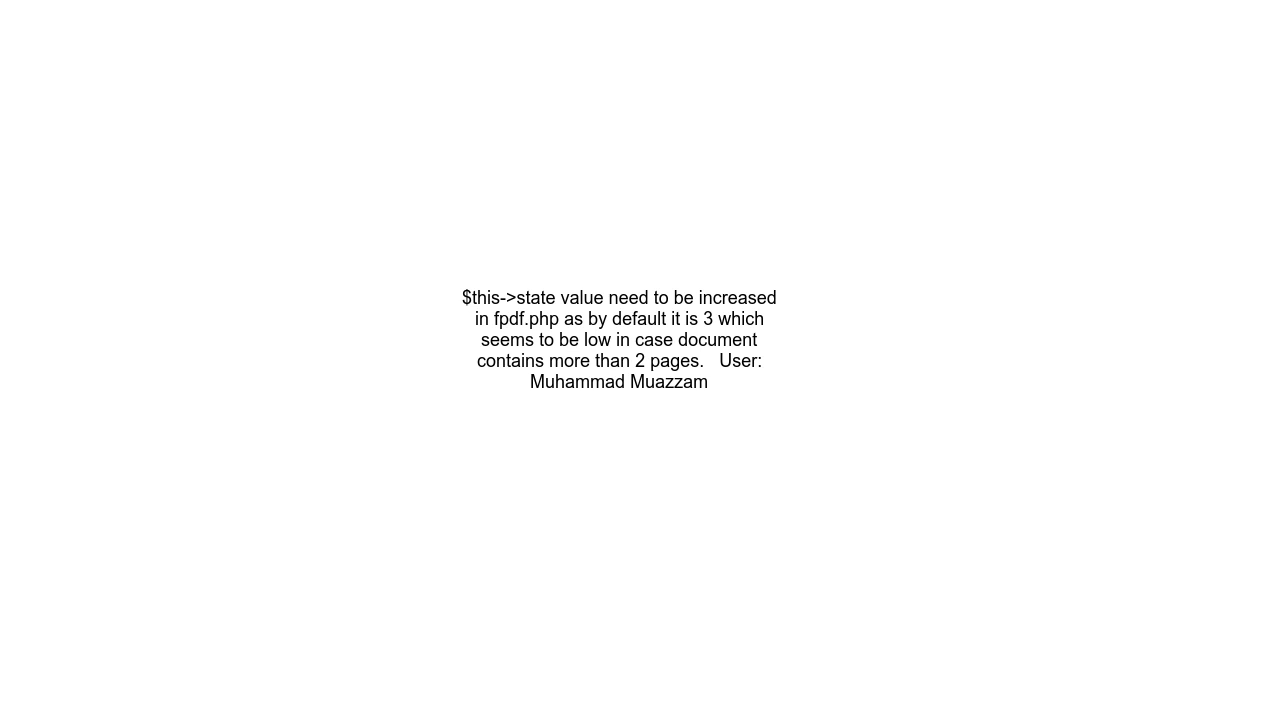 $this->state value need to be increased
in fpdf.php as by default it is 3 which
seems to be low in case document
contains more than 2 pages.   User:
Muhammad Muazzam